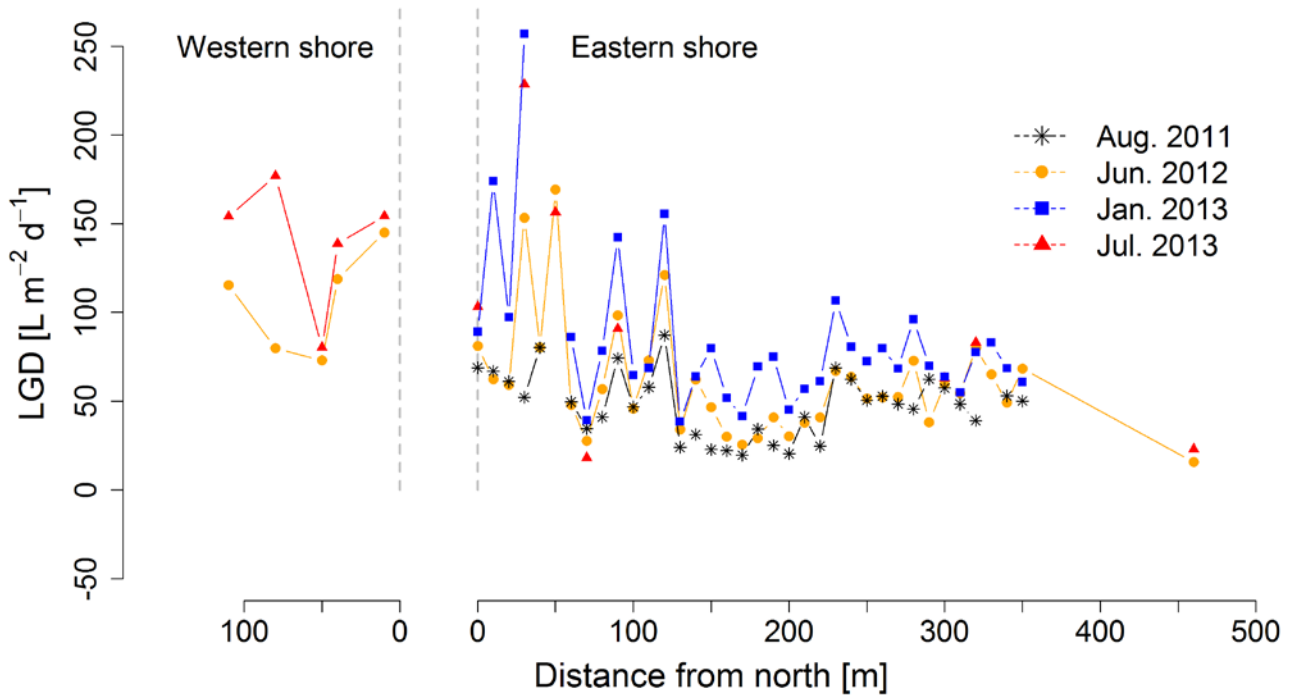 Western shore
Eastern shore
LGD [L m⁻² d⁻¹]
250
200
150
100
50
0
-50
Aug. 2011
Jun. 2012
Jan. 2013
Jul. 2013
100 0 0 100 200 300 400 500
Distance from north [m]